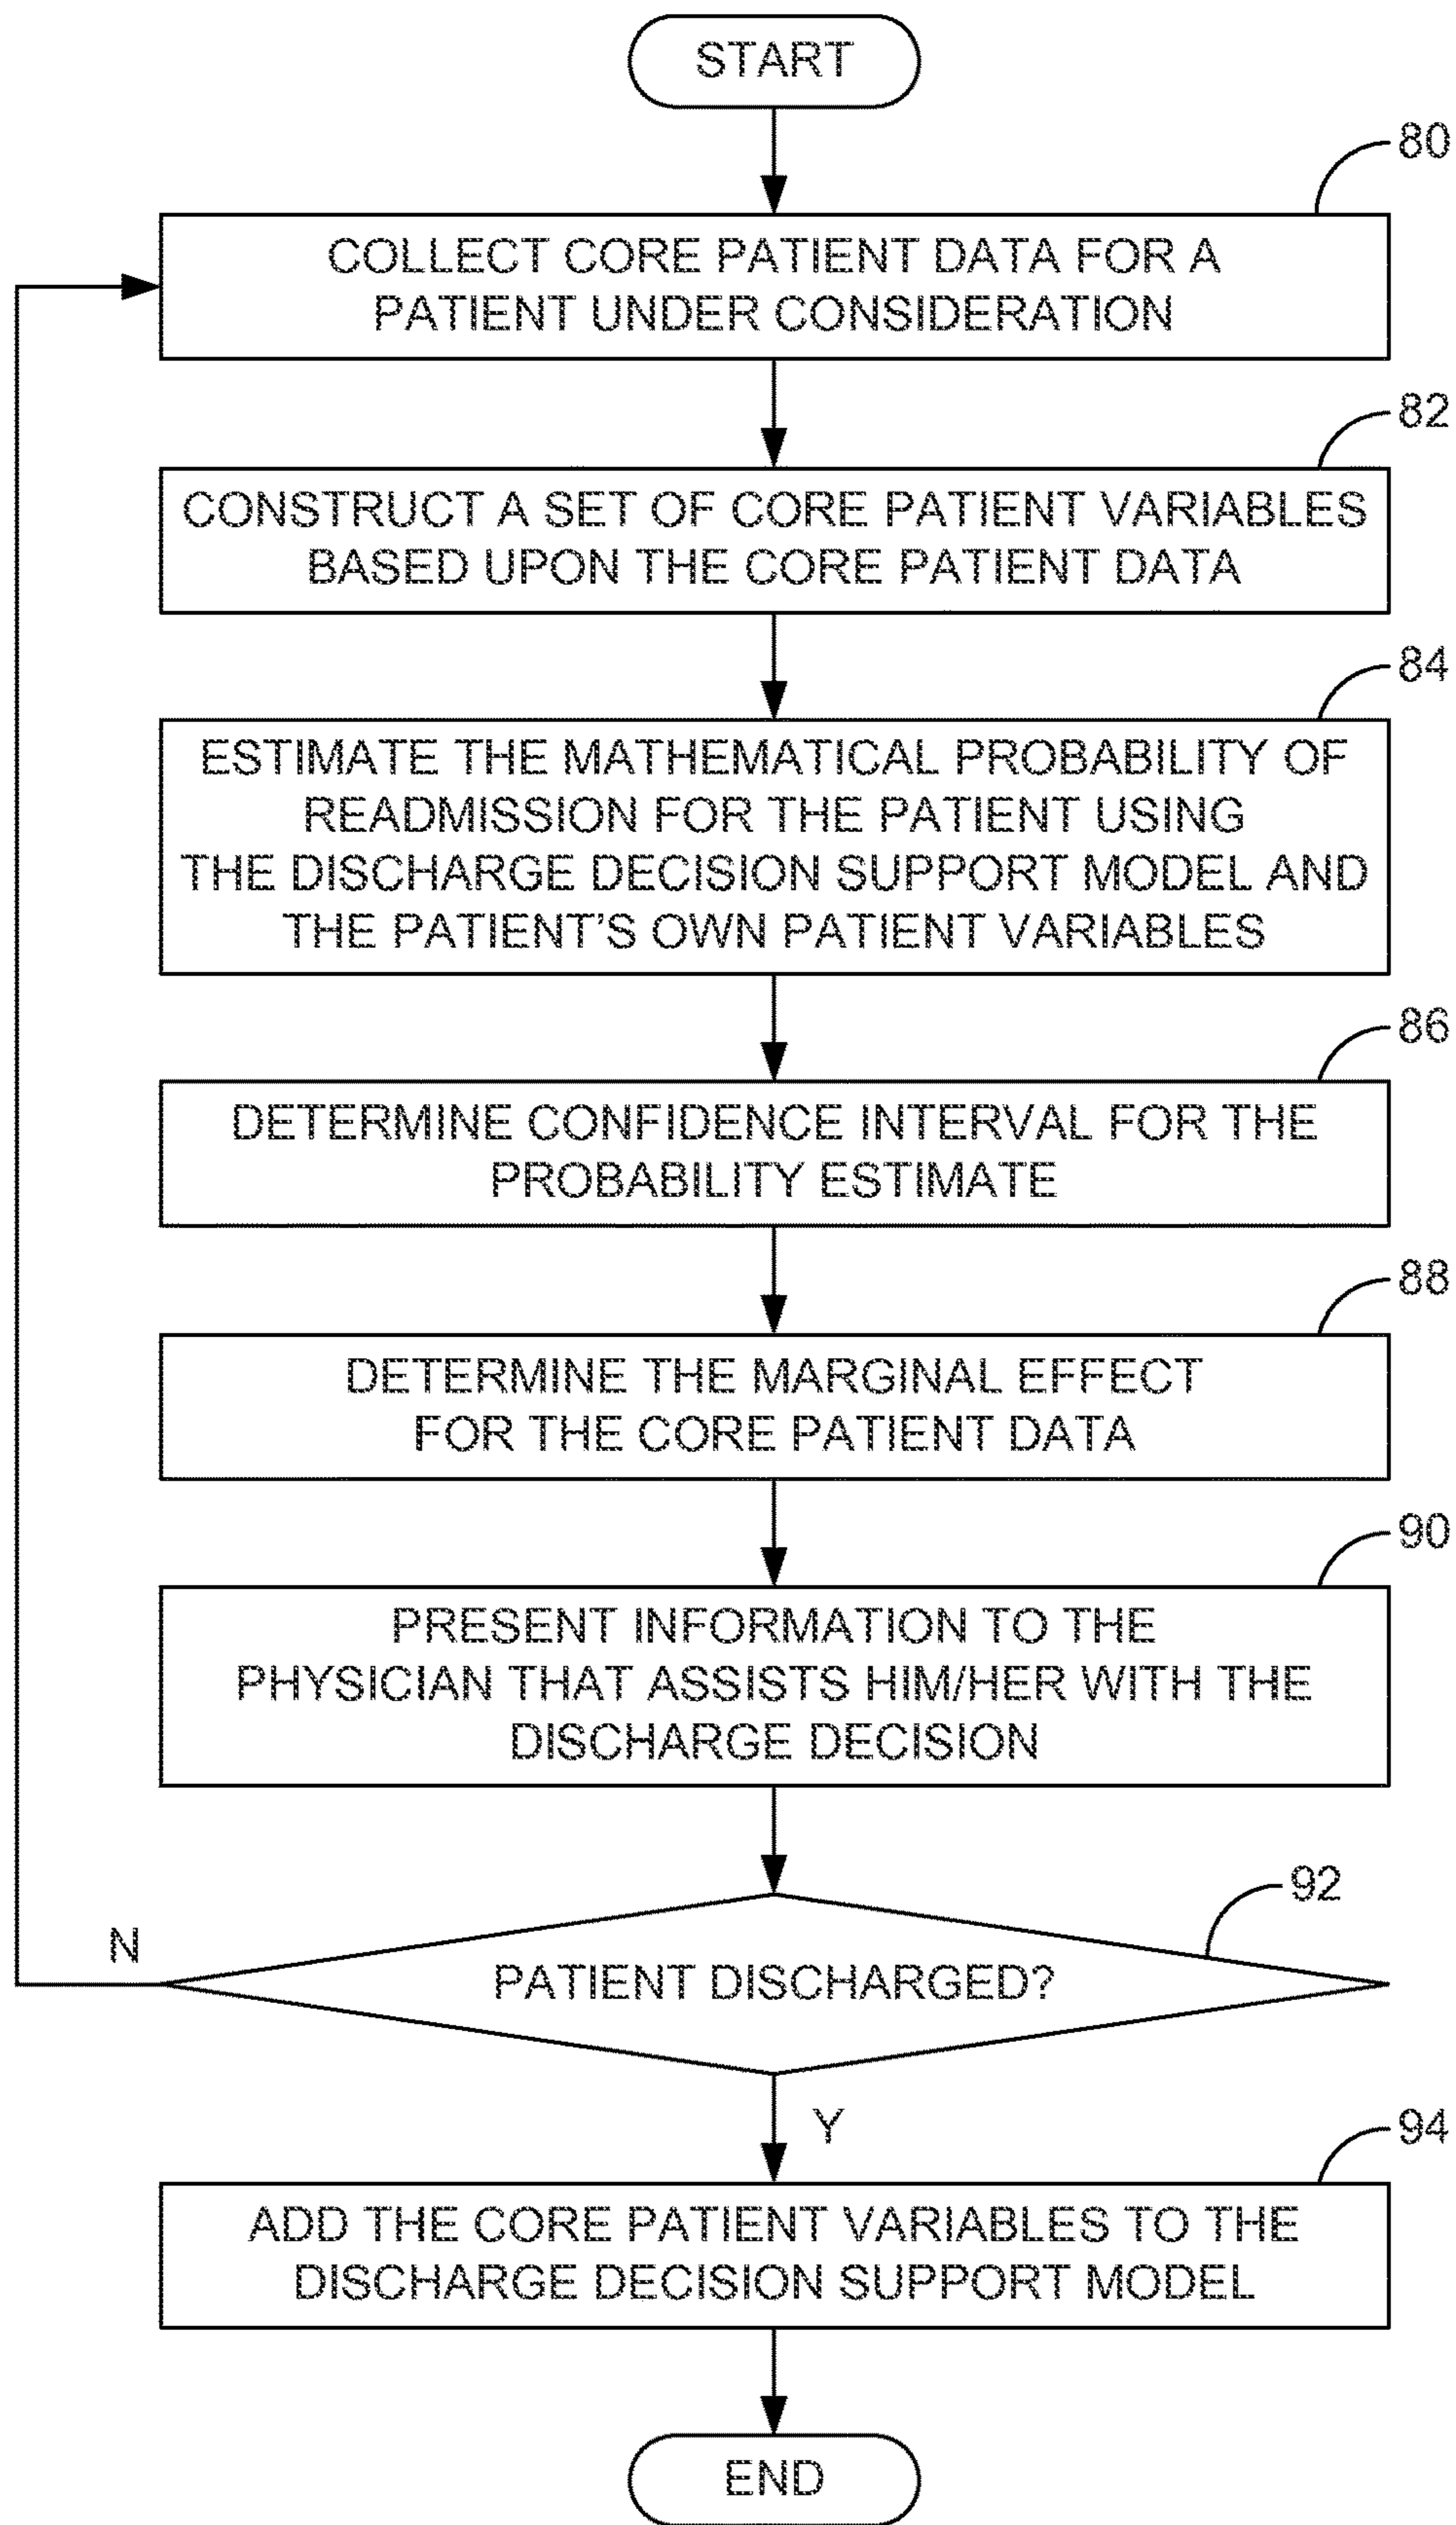 START
80
COLLECT CORE PATIENT DATA FOR A
PATIENT UNDER CONSIDERATION
82
CONSTRUCT A SET OF CORE PATIENT VARIABLES
BASED UPON THE CORE PATIENT DATA
84
ESTIMATE THE MATHEMATICAL PROBABILITY OF
READMISSION FOR THE PATIENT USING
THE DISCHARGE DECISION SUPPORT MODEL AND
THE PATIENT'S OWN PATIENT VARIABLES
86
DETERMINE CONFIDENCE INTERVAL FOR THE
PROBABILITY ESTIMATE
88
DETERMINE THE MARGINAL EFFECT
FOR THE CORE PATIENT DATA
90
PRESENT INFORMATION TO THE
PHYSICIAN THAT ASSISTS HIM/HER WITH THE
DISCHARGE DECISION
92
N
PATIENT DISCHARGED?
Y
94
ADD THE CORE PATIENT VARIABLES TO THE
DISCHARGE DECISION SUPPORT MODEL
END